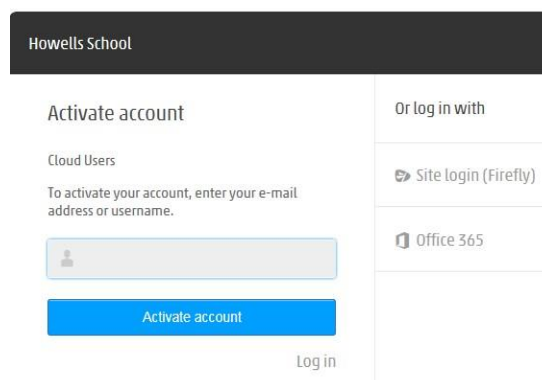 Howells School
Activate account
Cloud Users
To activate your account, enter your e-mail
address or username.
Activate account
Log in
Or log in with
Site login (Firefly)
Office 365